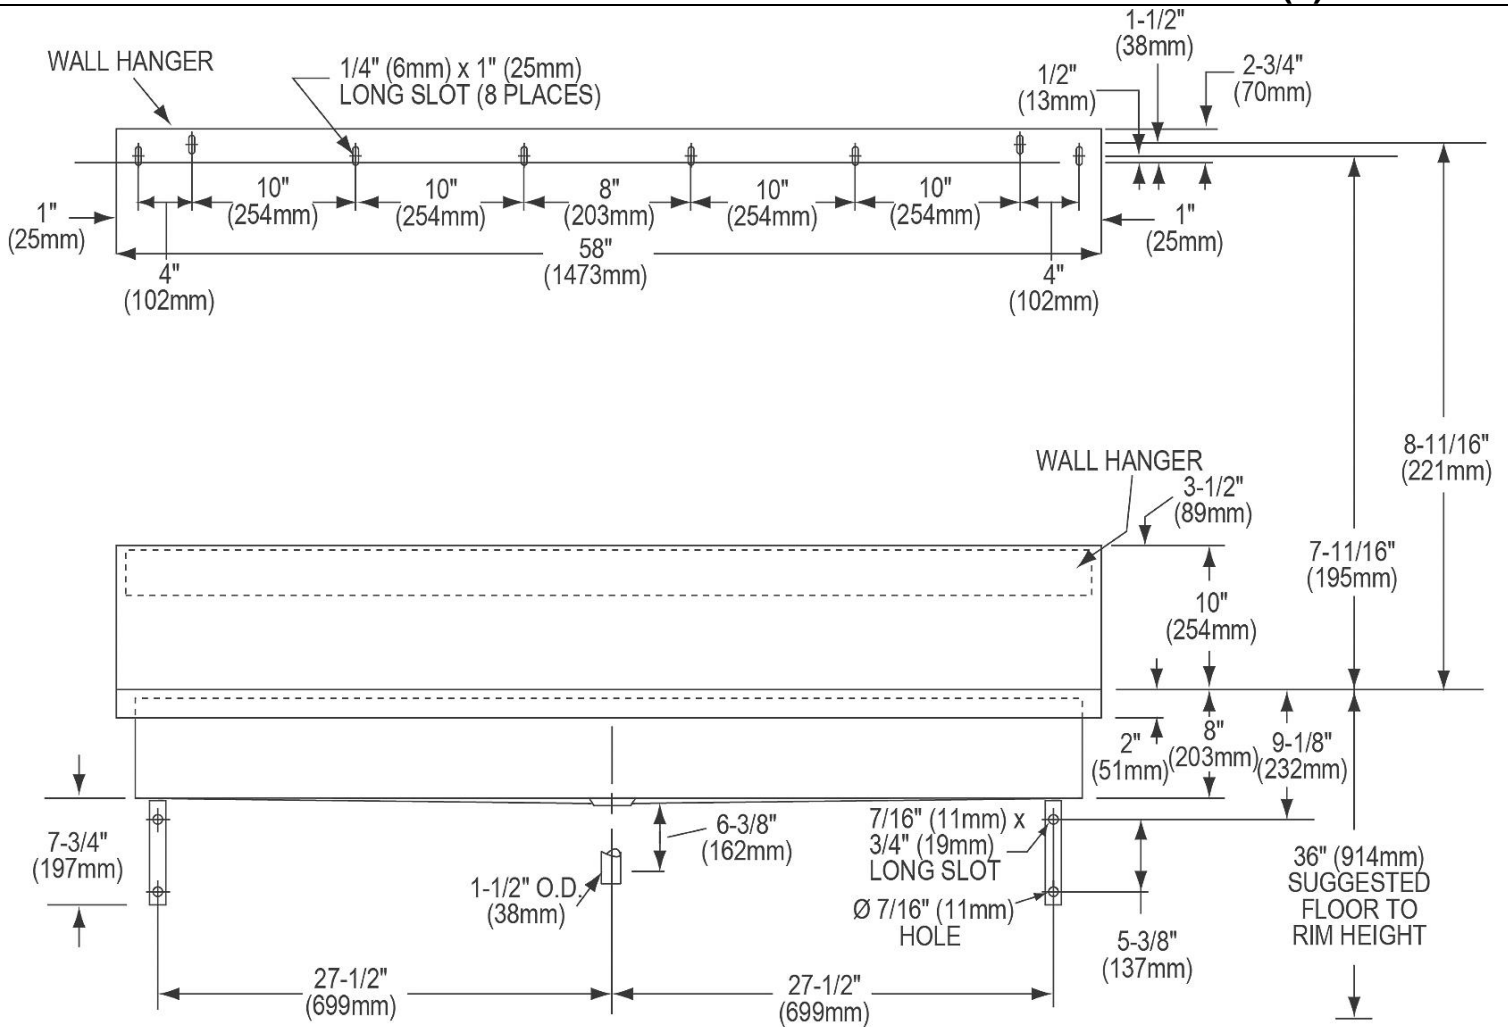 1-1/2"
(38mm)
WALL HANGER
1/4" (6mm) x 1" (25mm)
LONG SLOT (8 PLACES)
1/2"
(13mm)
2-3/4"
(70mm)
10"
(254mm)
10"
(254mm)
8"
(203mm)
10"
(254mm)
10"
(254mm)
1"
(25mm)
1"
(25mm)
58"
(1473mm)
4"
(102mm)
4"
(102mm)
8-11/16"
(221mm)
WALL HANGER
3-1/2"
(89mm)
7-11/16"
(195mm)
10"
(254mm)
2"
(51mm)
8"
(203mm)
9-1/8"
(232mm)
7-3/4"
(197mm)
6-3/8"
(162mm)
7/16" (11mm) x
3/4" (19mm)
LONG SLOT
36" (914mm)
SUGGESTED
FLOOR TO
RIM HEIGHT
1-1/2" O.D.
(38mm)
Ø 7/16" (11mm)
HOLE
5-3/8"
(137mm)
27-1/2"
(699mm)
27-1/2"
(699mm)